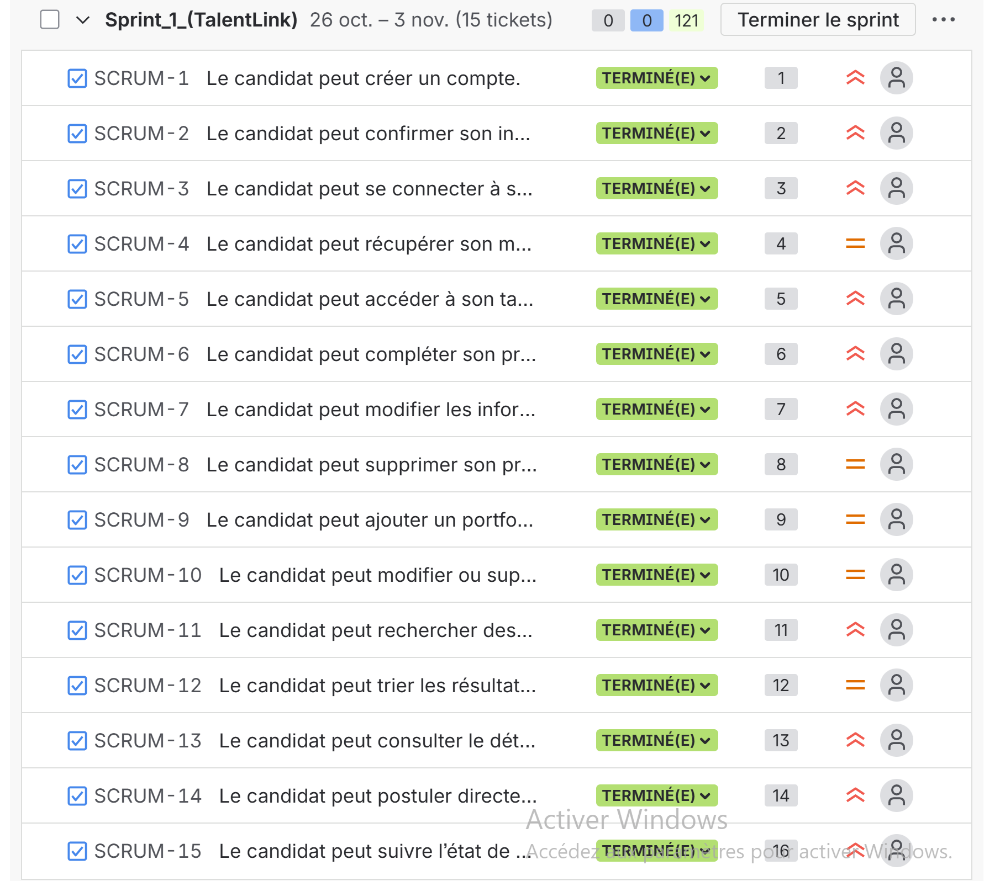 Sprint_1_(TalentLink) 26 oct. – 3 nov. (15 tickets) 0 0 121 Terminer le sprint
SCRUM-1 Le candidat peut créer un compte. TERMINÉ(E) 1
SCRUM-2 Le candidat peut confirmer son in... TERMINÉ(E) 2
SCRUM-3 Le candidat peut se connecter à s... TERMINÉ(E) 3
SCRUM-4 Le candidat peut récupérer son m... TERMINÉ(E) 4
SCRUM-5 Le candidat peut accéder à son ta... TERMINÉ(E) 5
SCRUM-6 Le candidat peut compléter son pr... TERMINÉ(E) 6
SCRUM-7 Le candidat peut modifier les infor... TERMINÉ(E) 7
SCRUM-8 Le candidat peut supprimer son pr... TERMINÉ(E) 8
SCRUM-9 Le candidat peut ajouter un portfo... TERMINÉ(E) 9
SCRUM-10 Le candidat peut modifier ou sup... TERMINÉ(E) 10
SCRUM-11 Le candidat peut rechercher des... TERMINÉ(E) 11
SCRUM-12 Le candidat peut trier les résultat... TERMINÉ(E) 12
SCRUM-13 Le candidat peut consulter le dét... TERMINÉ(E) 13
SCRUM-14 Le candidat peut postuler directe... TERMINÉ(E) 14
Activer Windows
SCRUM-15 Le candidat peut suivre l’état de ... TERMINÉ(E) 16
Accédez aux paramètres pour activer Windows.